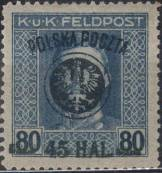 K.u.K. FELDPOST
POLSKA POCZTA
80 80
45 HAL.